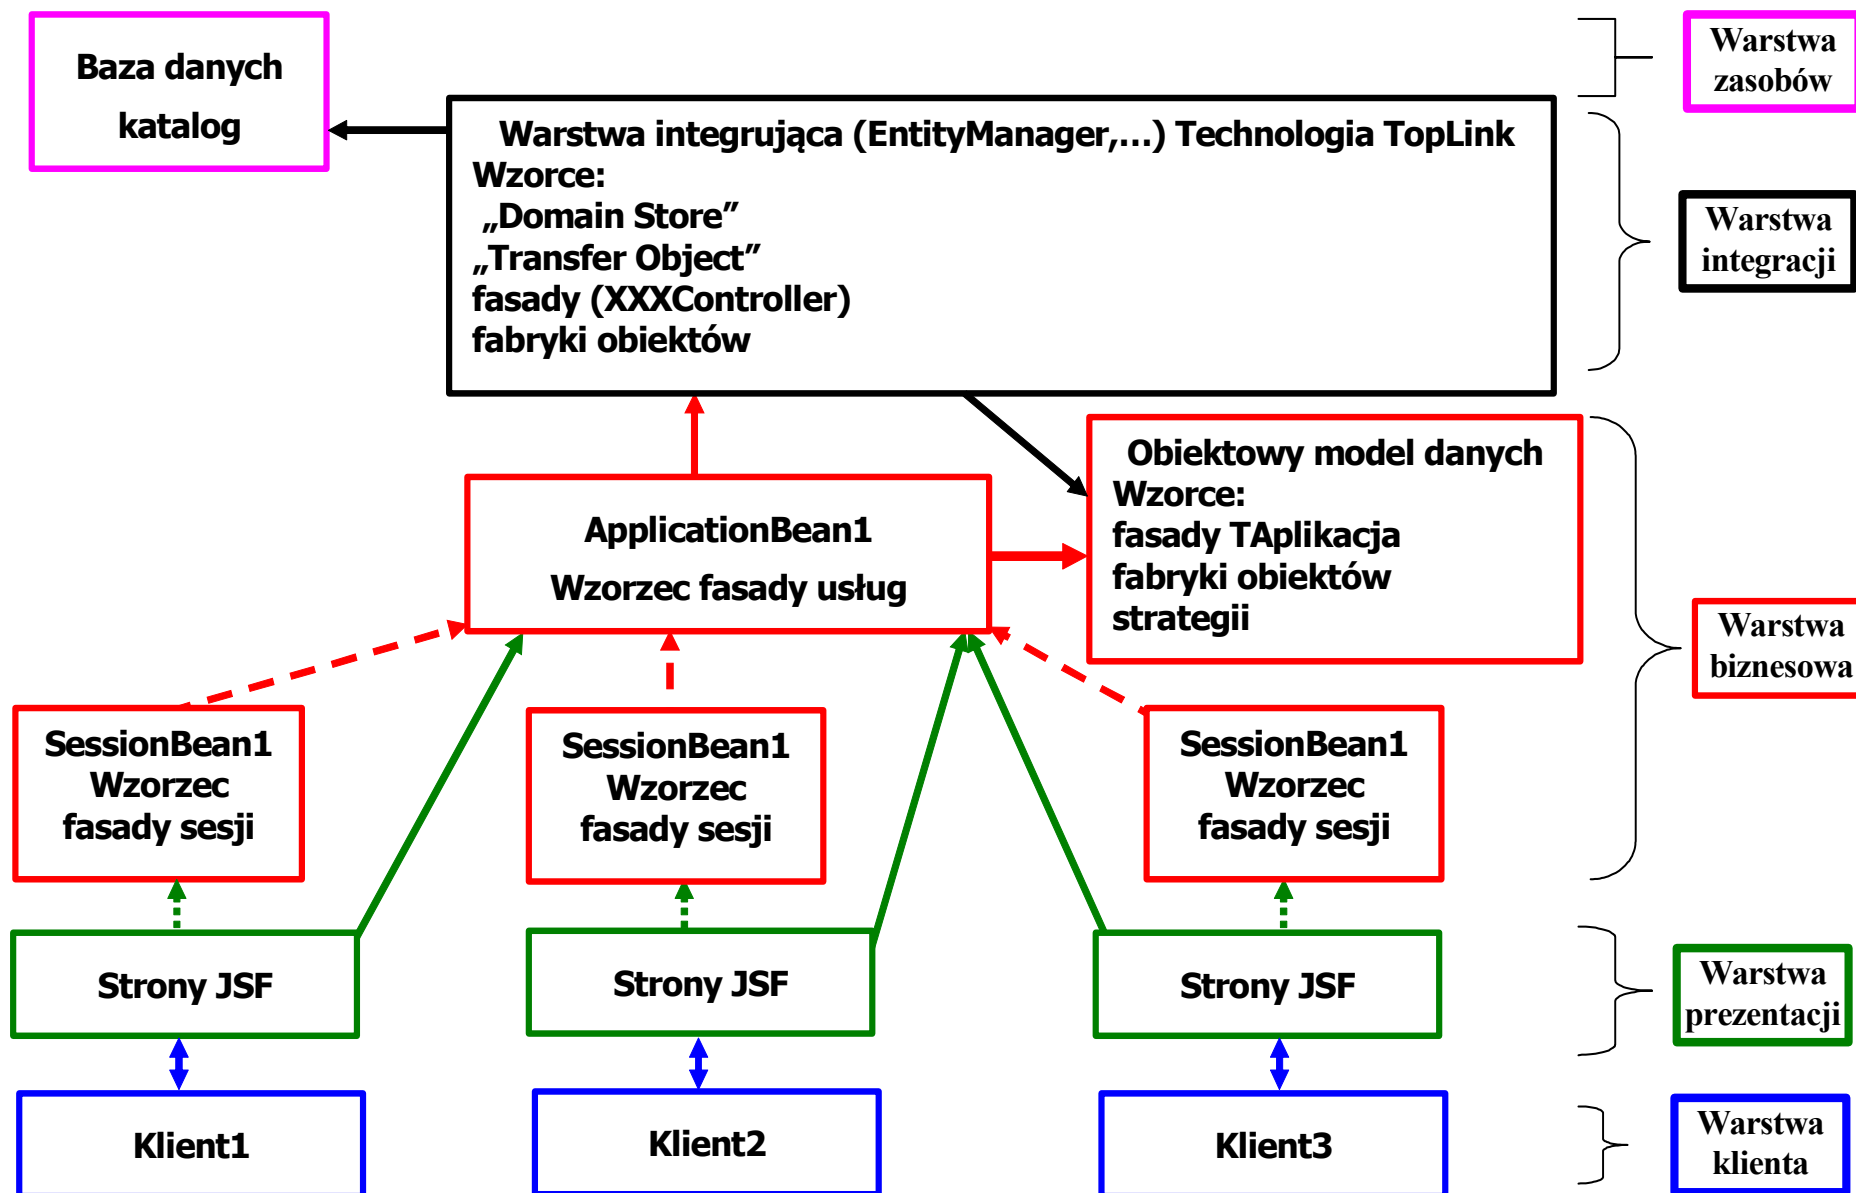 Baza danych
katalog
Warstwa
zasobów
Warstwa integrująca (EntityManager,...) Technologia TopLink
Wzorce:
„Domain Store”
„Transfer Object”
fasady (XXXController)
fabryki obiektów
Warstwa
integracji
Obiektowy model danych
Wzorce:
fasady TAplikacja
fabryki obiektów
strategii
ApplicationBean1
Wzorzec fasady usług
Warstwa
biznesowa
SessionBean1
Wzorzec
fasady sesji
SessionBean1
Wzorzec
fasady sesji
SessionBean1
Wzorzec
fasady sesji
Strony JSF
Strony JSF
Strony JSF
Warstwa
prezentacji
Klient1
Klient2
Klient3
Warstwa
klienta